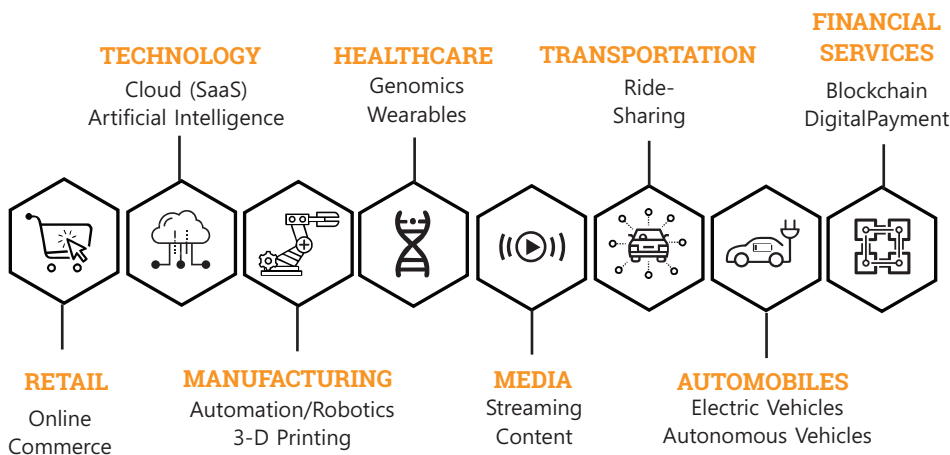 TECHNOLOGY
Cloud (SaaS)
Artificial Intelligence
HEALTHCARE
Genomics
Wearables
TRANSPORTATION
Ride-
Sharing
FINANCIAL
SERVICES
Blockchain
DigitalPayment
RETAIL
Online
Commerce
MANUFACTURING
Automation/Robotics
3-D Printing
MEDIA
Streaming
Content
AUTOMOBILES
Electric Vehicles
Autonomous Vehicles